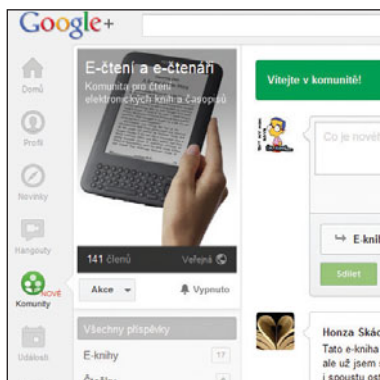 Google+
E-čtení a e-čtenáři
Komunita pro čtení
elektronických knih a časopisů
Vítejte v komunitě!
Domů
Profil
Co je nové
Novinky
Hangouty
E-knih
141 členů
Veřejná
Sdílet
NOVÉ
Komunity
Akce
Vypnuto
Všechny příspěvky
Události
Honza Skác
E-knihy
17
Tato e-kniha
ale už jsem
i spoustu ost